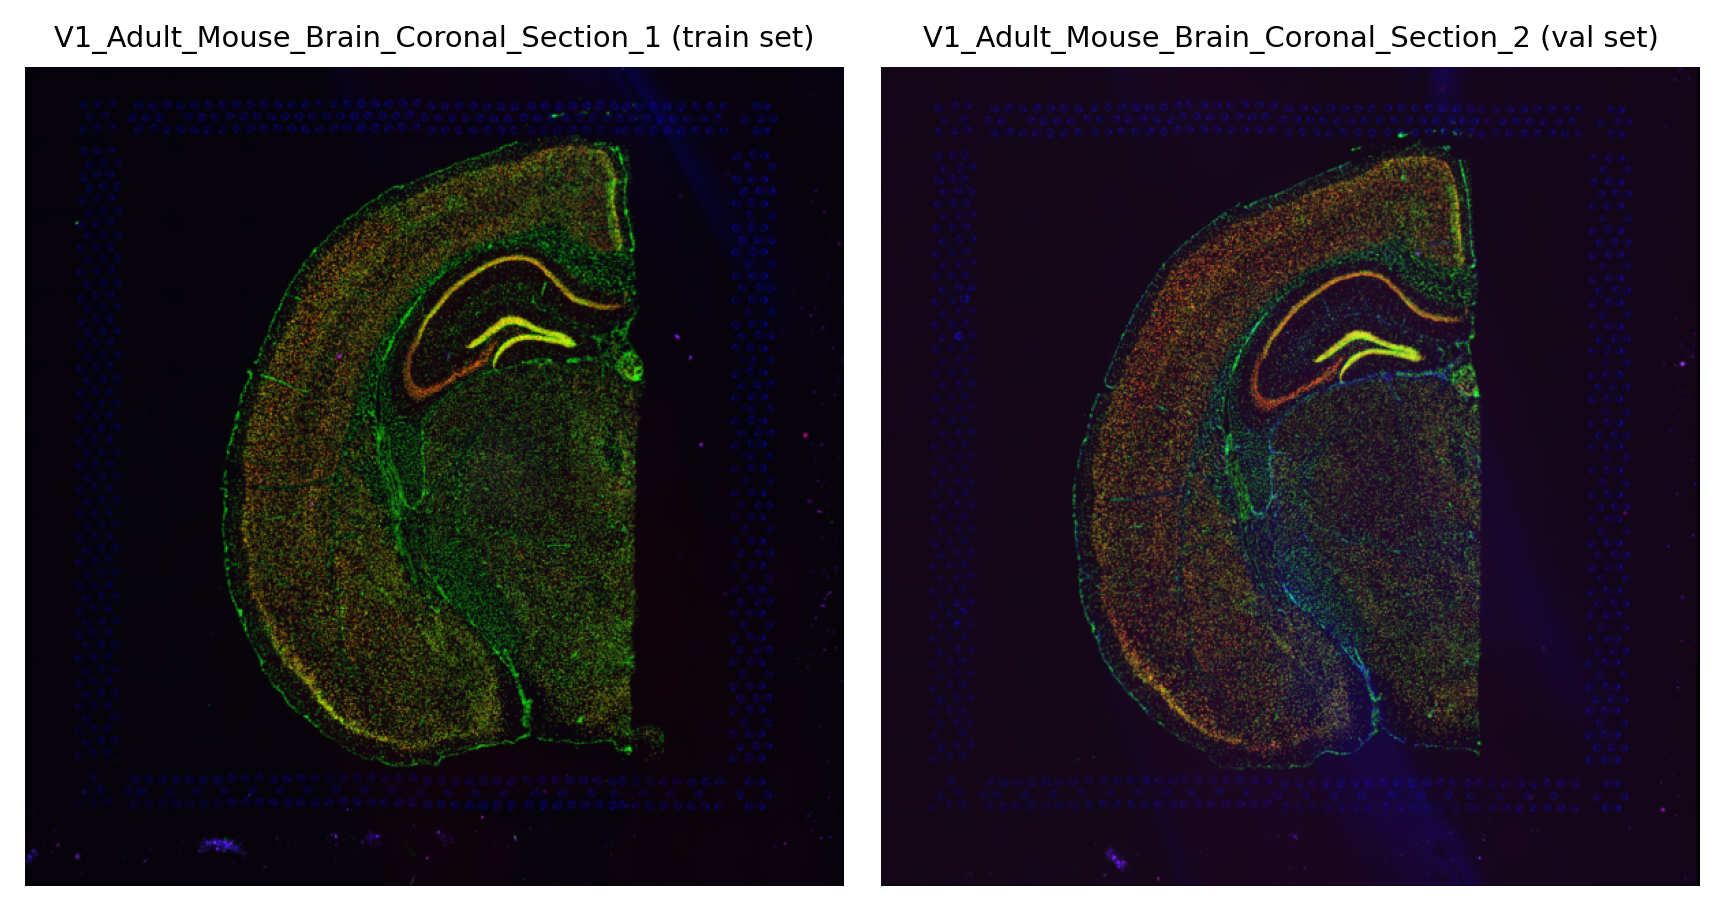 V1_Adult_Mouse_Brain_Coronal_Section_1 (train set)
V1_Adult_Mouse_Brain_Coronal_Section_2 (val set)